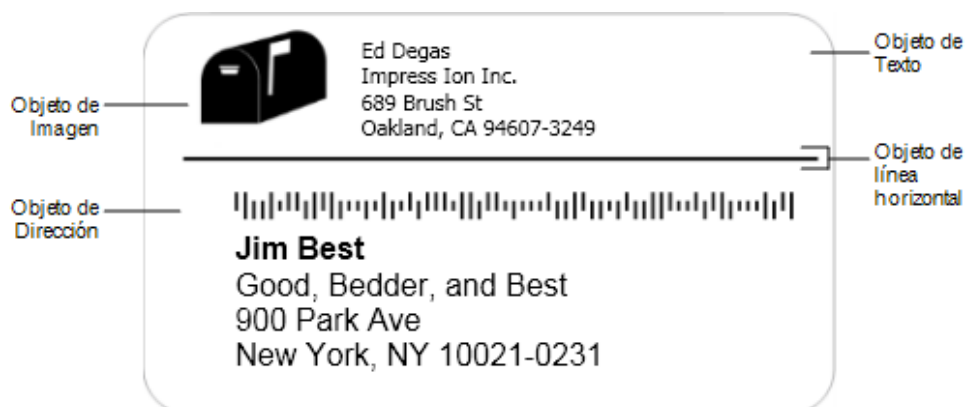 Ed Degas
Impress Ion Inc.
689 Brush St
Oakland, CA 94607-3249
Objeto de
Texto
Objeto de
Imagen
Objeto de
línea
horizontal
Objeto de
Dirección
Jim Best
Good, Bedder, and Best
900 Park Ave
New York, NY 10021-0231